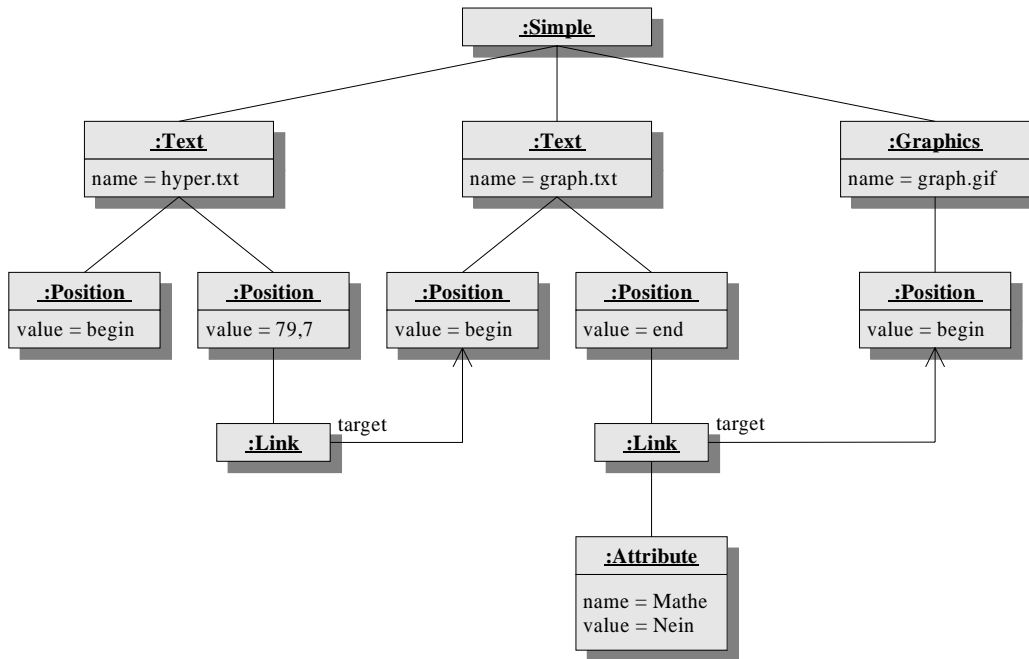 :Simple
:Text
name = hyper.txt
:Text
name = graph.txt
:Graphics
name = graph.gif
:Position
value = begin
:Position
value = 79,7
:Position
value = begin
:Position
value = end
:Position
value = begin
:Link
target
:Link
target
:Attribute
name = Mathe
value = Nein